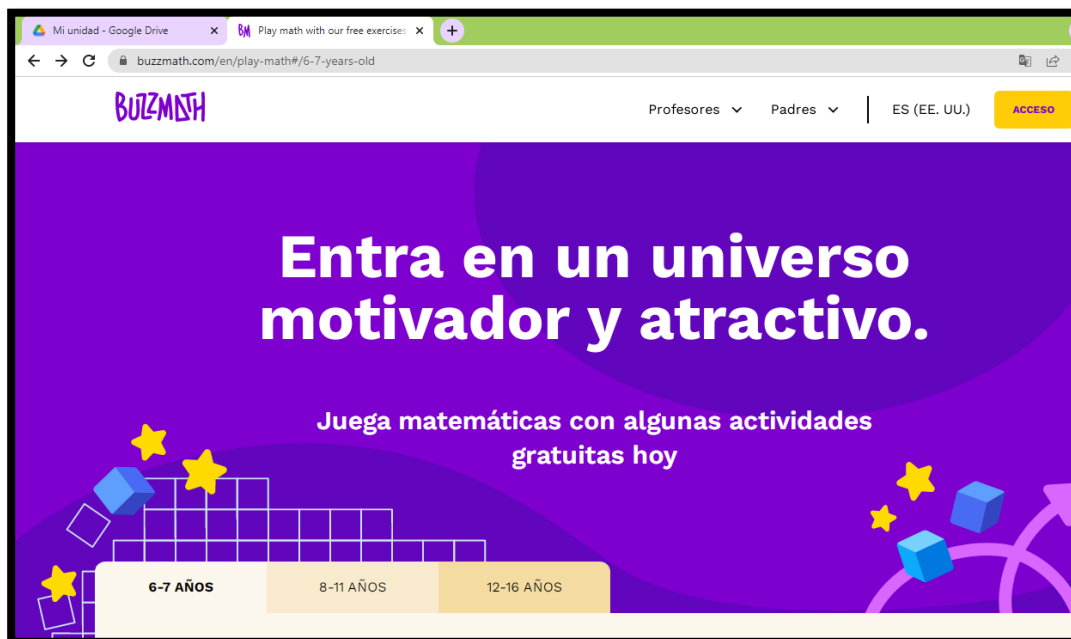 Mi unidad - Google Drive
BM Play math with our free exercises
buzzmath.com/en/play-math#/6-7-years-old
BUZZMATH
Profesores Padres ES (EE. UU.) ACCESO
Entra en un universo
motivador y atractivo.
Juega matemáticas con algunas actividades
gratuitas hoy
6-7 AÑOS 8-11 AÑOS 12-16 AÑOS